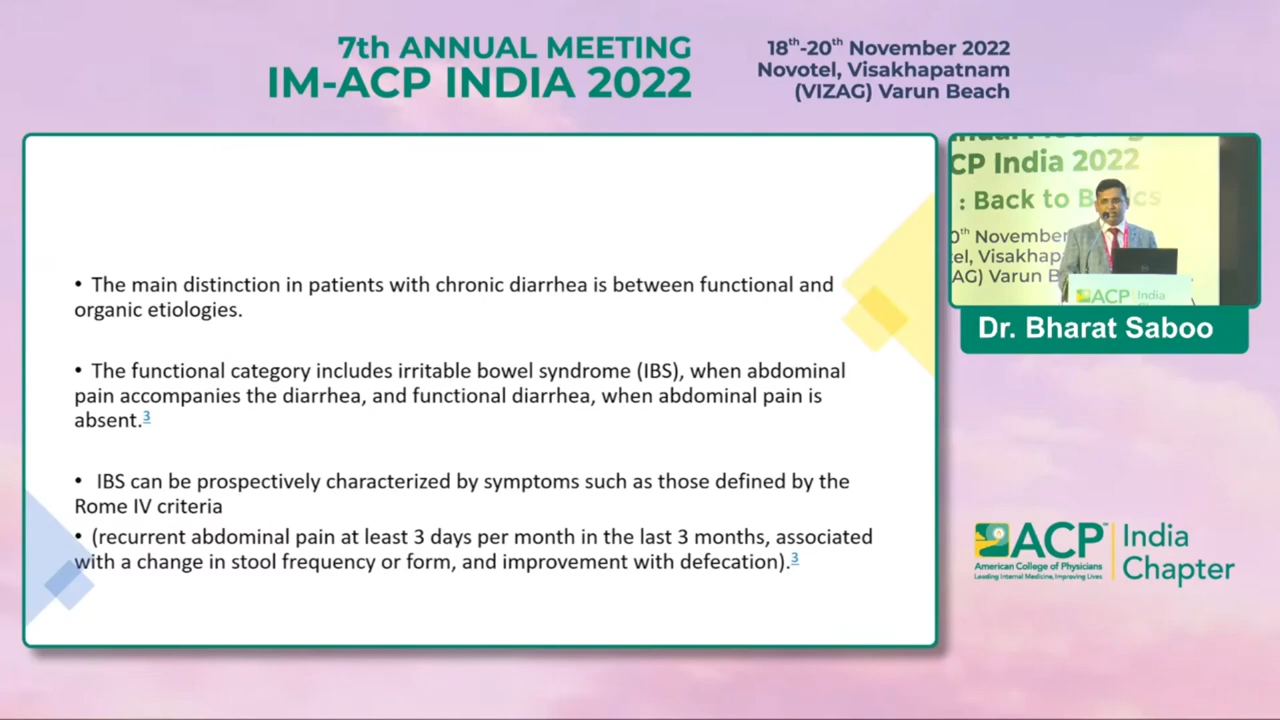 7th ANNUAL MEETING
IM-ACP INDIA 2022
18th-20th November 2022
Novotel, Visakhapatnam
(VIZAG) Varun Beach
• The main distinction in patients with chronic diarrhea is between functional and
organic etiologies.
• The functional category includes irritable bowel syndrome (IBS), when abdominal
pain accompanies the diarrhea, and functional diarrhea, when abdominal pain is
absent.3
• IBS can be prospectively characterized by symptoms such as those defined by the
Rome IV criteria
• (recurrent abdominal pain at least 3 days per month in the last 3 months, associated
with a change in stool frequency or form, and improvement with defecation).3
CP India 2022
: Back to
November
Varun
ACP India
Dr. Bharat Saboo
ACP™
American College of Physicians
Leading Internal Medicine, Improving Lives
India
Chapter